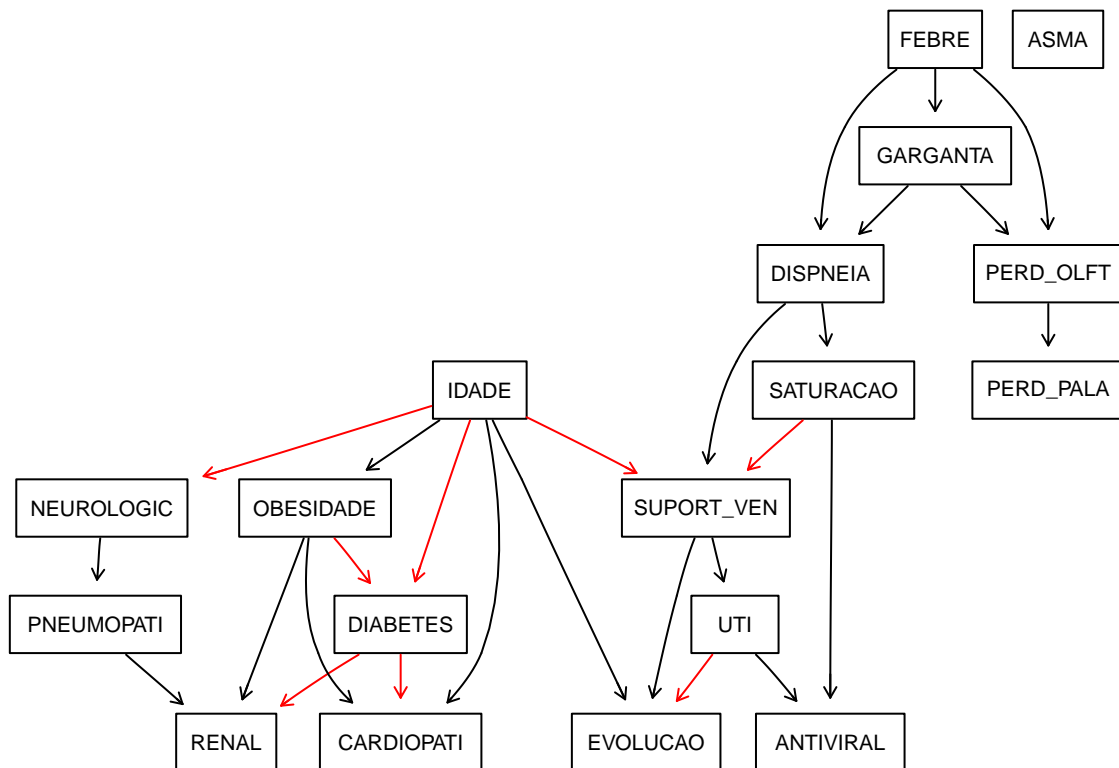 FEBRE
ASMA
GARGANTA
DISPNEIA
PERD_OLFT
IDADE
SATURACAO
PERD_PALA
NEUROLOGIC
OBESIDADE
SUPORT_VEN
PNEUMOPATI
DIABETES
UTI
RENAL
CARDIOPATI
EVOLUCAO
ANTIVIRAL